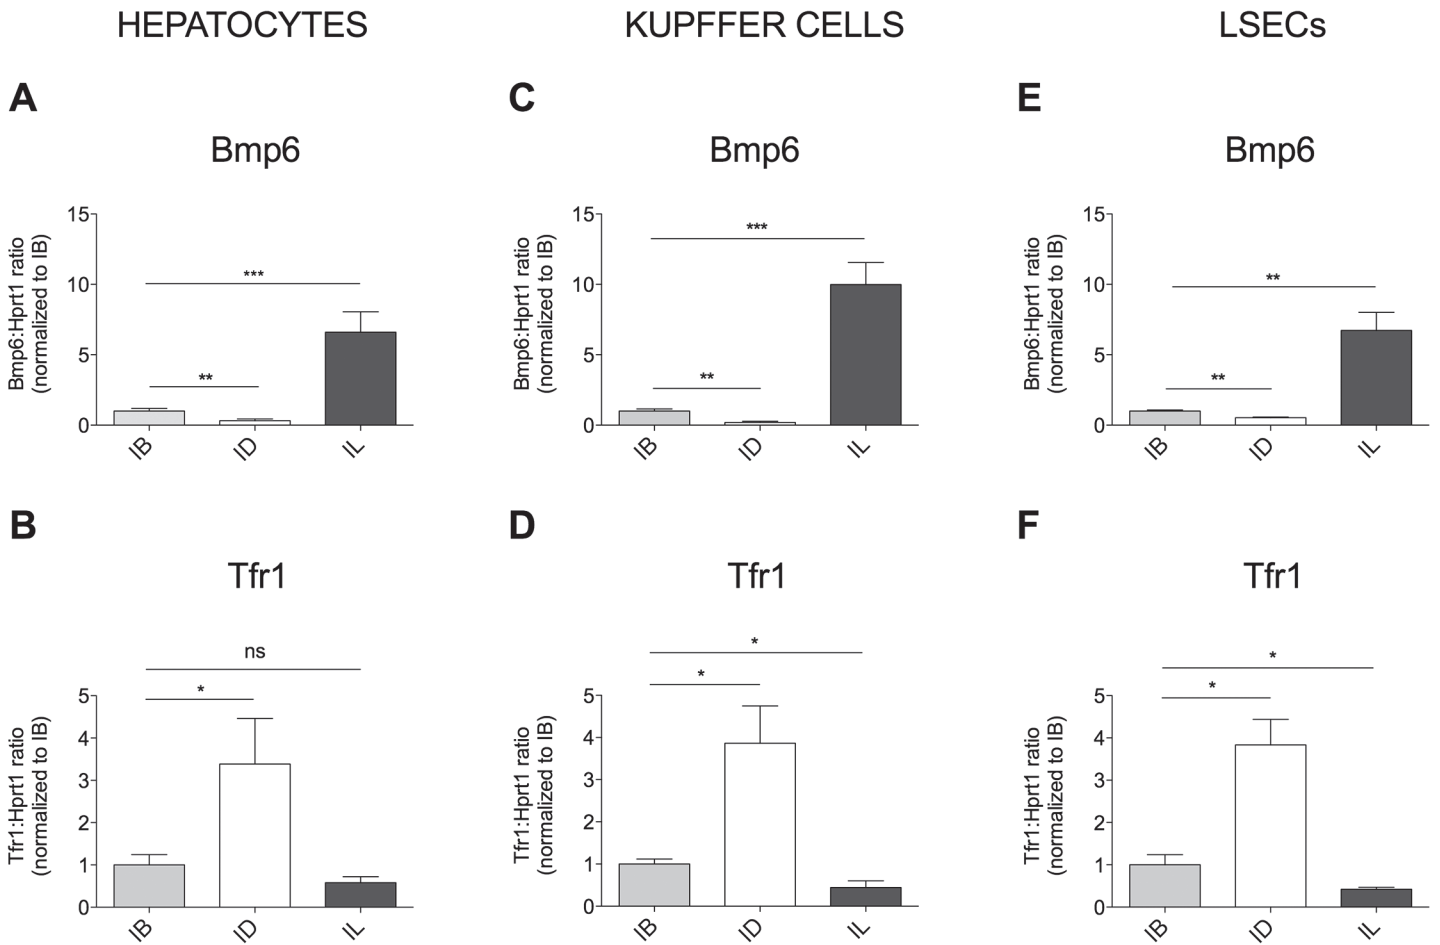 HEPATOCYTES
KUPFFER CELLS
LSECs
A
Bmp6
Bmp6:Hprt1 ratio
(normalized to IB)
15
10
5
0
***
**
IB
ID
IL
C
Bmp6
Bmp6:Hprt1 ratio
(normalized to IB)
15
10
5
0
***
**
IB
ID
IL
E
Bmp6
Bmp6:Hprt1 ratio
(normalized to IB)
15
10
5
0
**
**
IB
ID
IL
B
Tfr1
Tfr1:Hprt1 ratio
(normalized to IB)
ns
*
5
4
3
2
1
0
IB
ID
IL
D
Tfr1
Tfr1:Hprt1 ratio
(normalized to IB)
*
*
5
4
3
2
1
0
IB
ID
IL
F
Tfr1
Tfr1:Hprt1 ratio
(normalized to IB)
*
*
5
4
3
2
1
0
IB
ID
IL